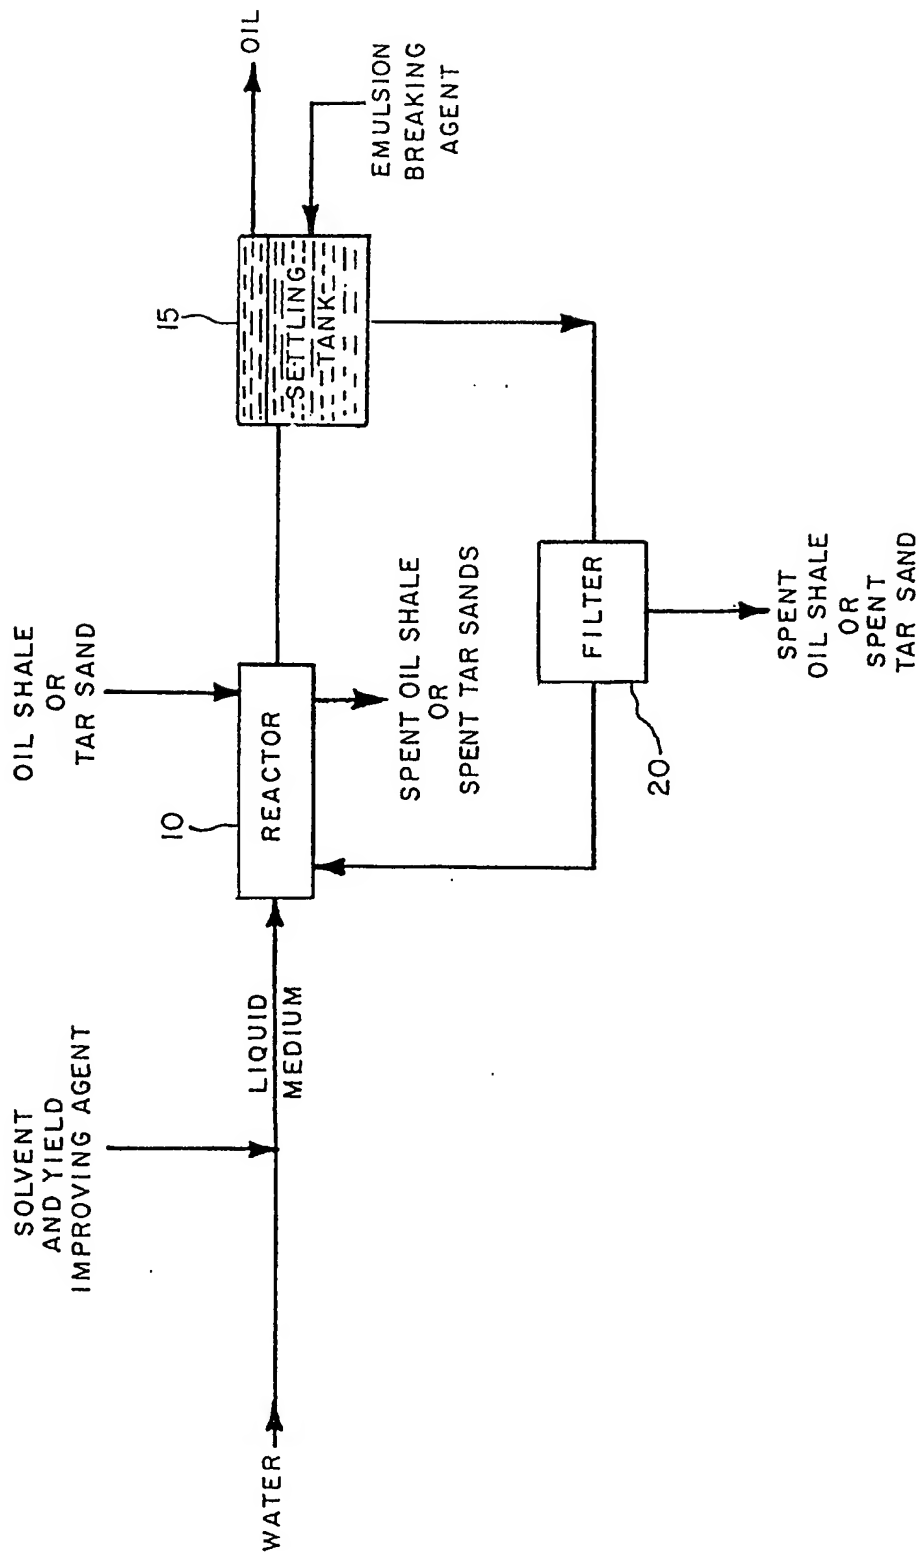 WATER
SOLVENT
AND YIELD
IMPROVING AGENT
LIQUID
MEDIUM
10
REACTOR
OIL SHALE
OR
TAR SAND
SPENT OIL SHALE
OR
SPENT TAR SANDS
15
SETTLING
TANK
OIL
EMULSION
BREAKING
AGENT
FILTER
20
SPENT
OIL SHALE
OR
SPENT
TAR SAND